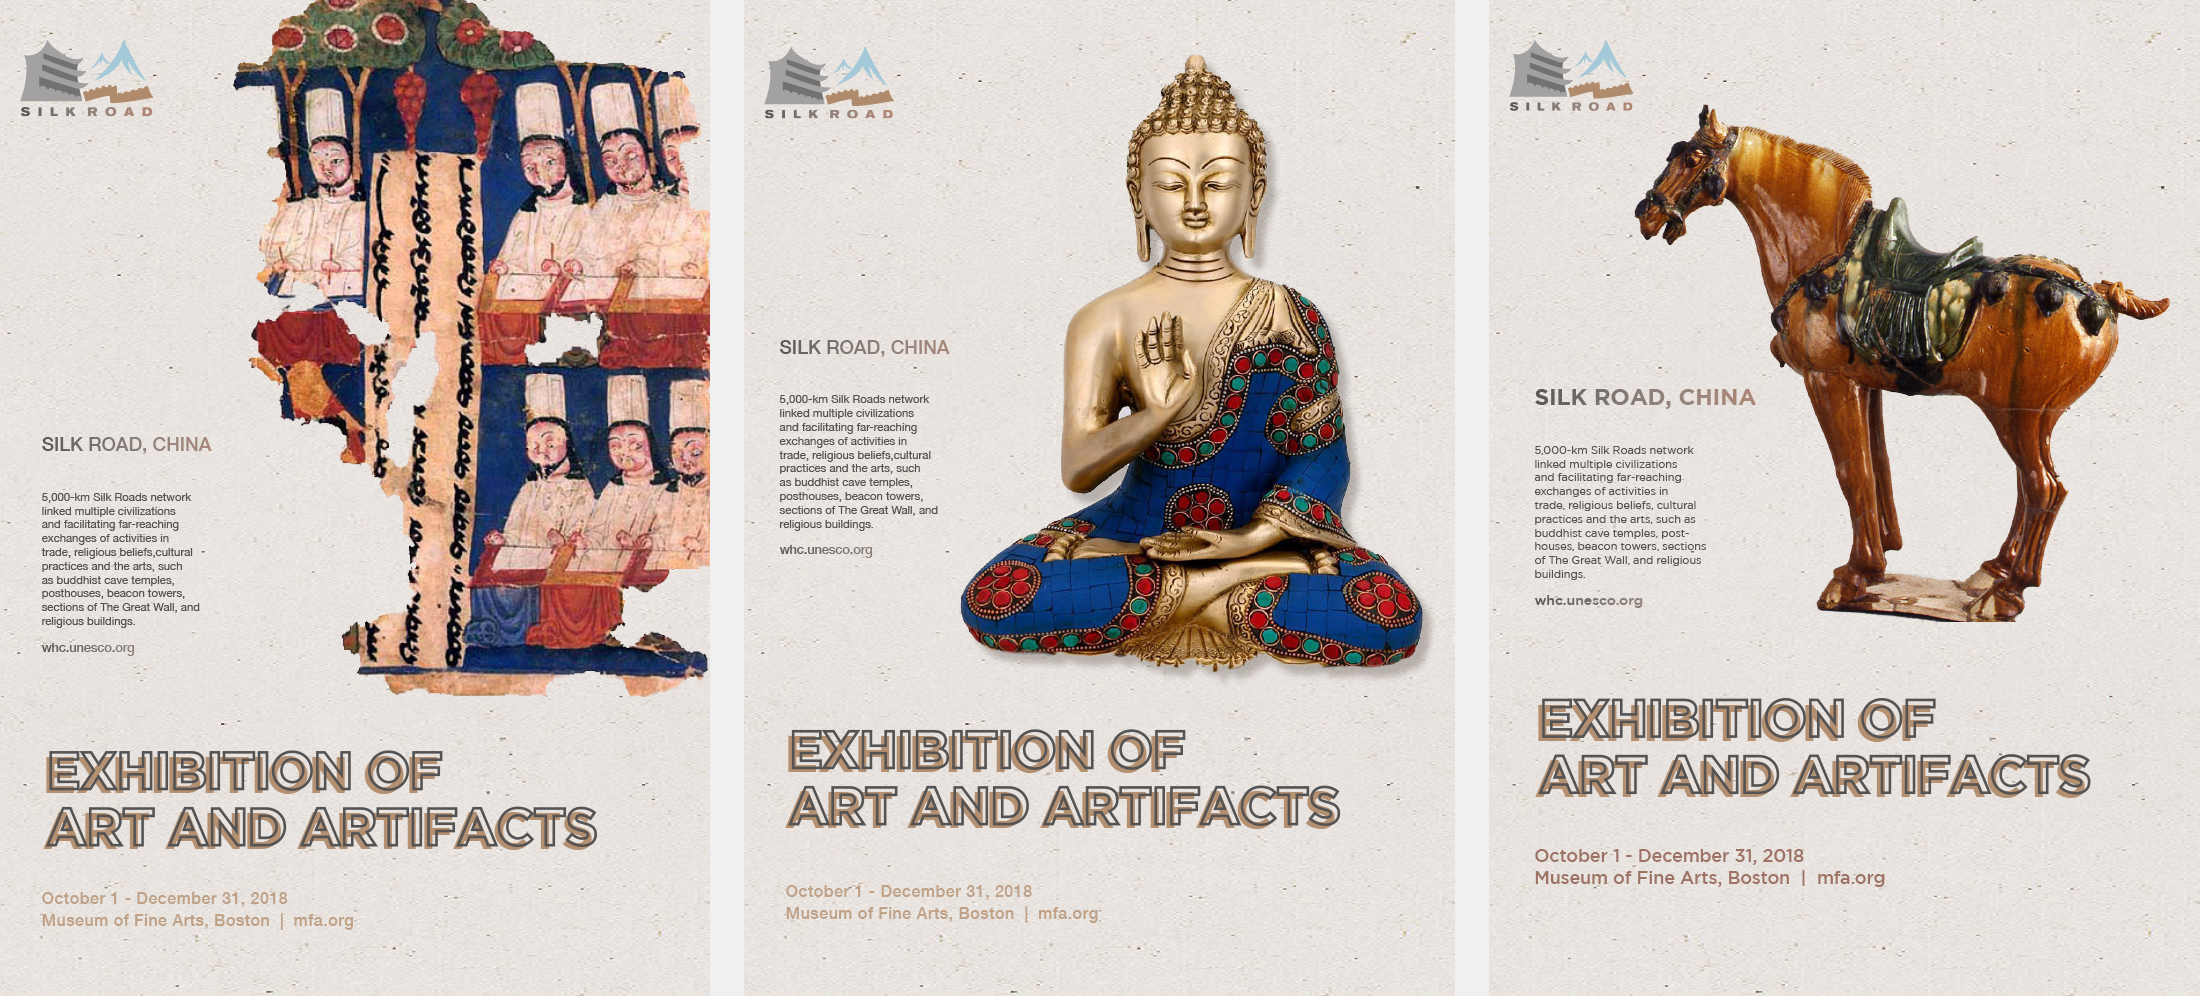 SILK ROAD
SILK ROAD, CHINA
5,000-km Silk Roads network
linked multiple civilizations
and facilitating far-reaching
exchanges of activities in
trade, religious beliefs,cultural
practices and the arts, such
as buddhist cave temples,
posthouses, beacon towers,
sections of The Great Wall, and
religious buildings.
whc.unesco.org
EXHIBITION OF
ART AND ARTIFACTS
October 1 - December 31, 2018
Museum of Fine Arts, Boston | mfa.org
SILK ROAD
SILK ROAD, CHINA
5,000-km Silk Roads network
linked multiple civilizations
and facilitating far-reaching
exchanges of activities in
trade, religious beliefs,cultural
practices and the arts, such
as buddhist cave temples,
posthouses, beacon towers,
sections of The Great Wall, and
religious buildings.
whc.unesco.org
EXHIBITION OF
ART AND ARTIFACTS
October 1 - December 31, 2018
Museum of Fine Arts, Boston | mfa.org
SILK ROAD
SILK ROAD, CHINA
5,000-km Silk Roads network
linked multiple civilizations
and facilitating far-reaching
exchanges of activities in
trade, religious beliefs, cultural
practices and the arts, such as
buddhist cave temples, post-
houses, beacon towers, sections
of The Great Wall, and religious
buildings.
whc.unesco.org
EXHIBITION OF
ART AND ARTIFACTS
October 1 - December 31, 2018
Museum of Fine Arts, Boston | mfa.org